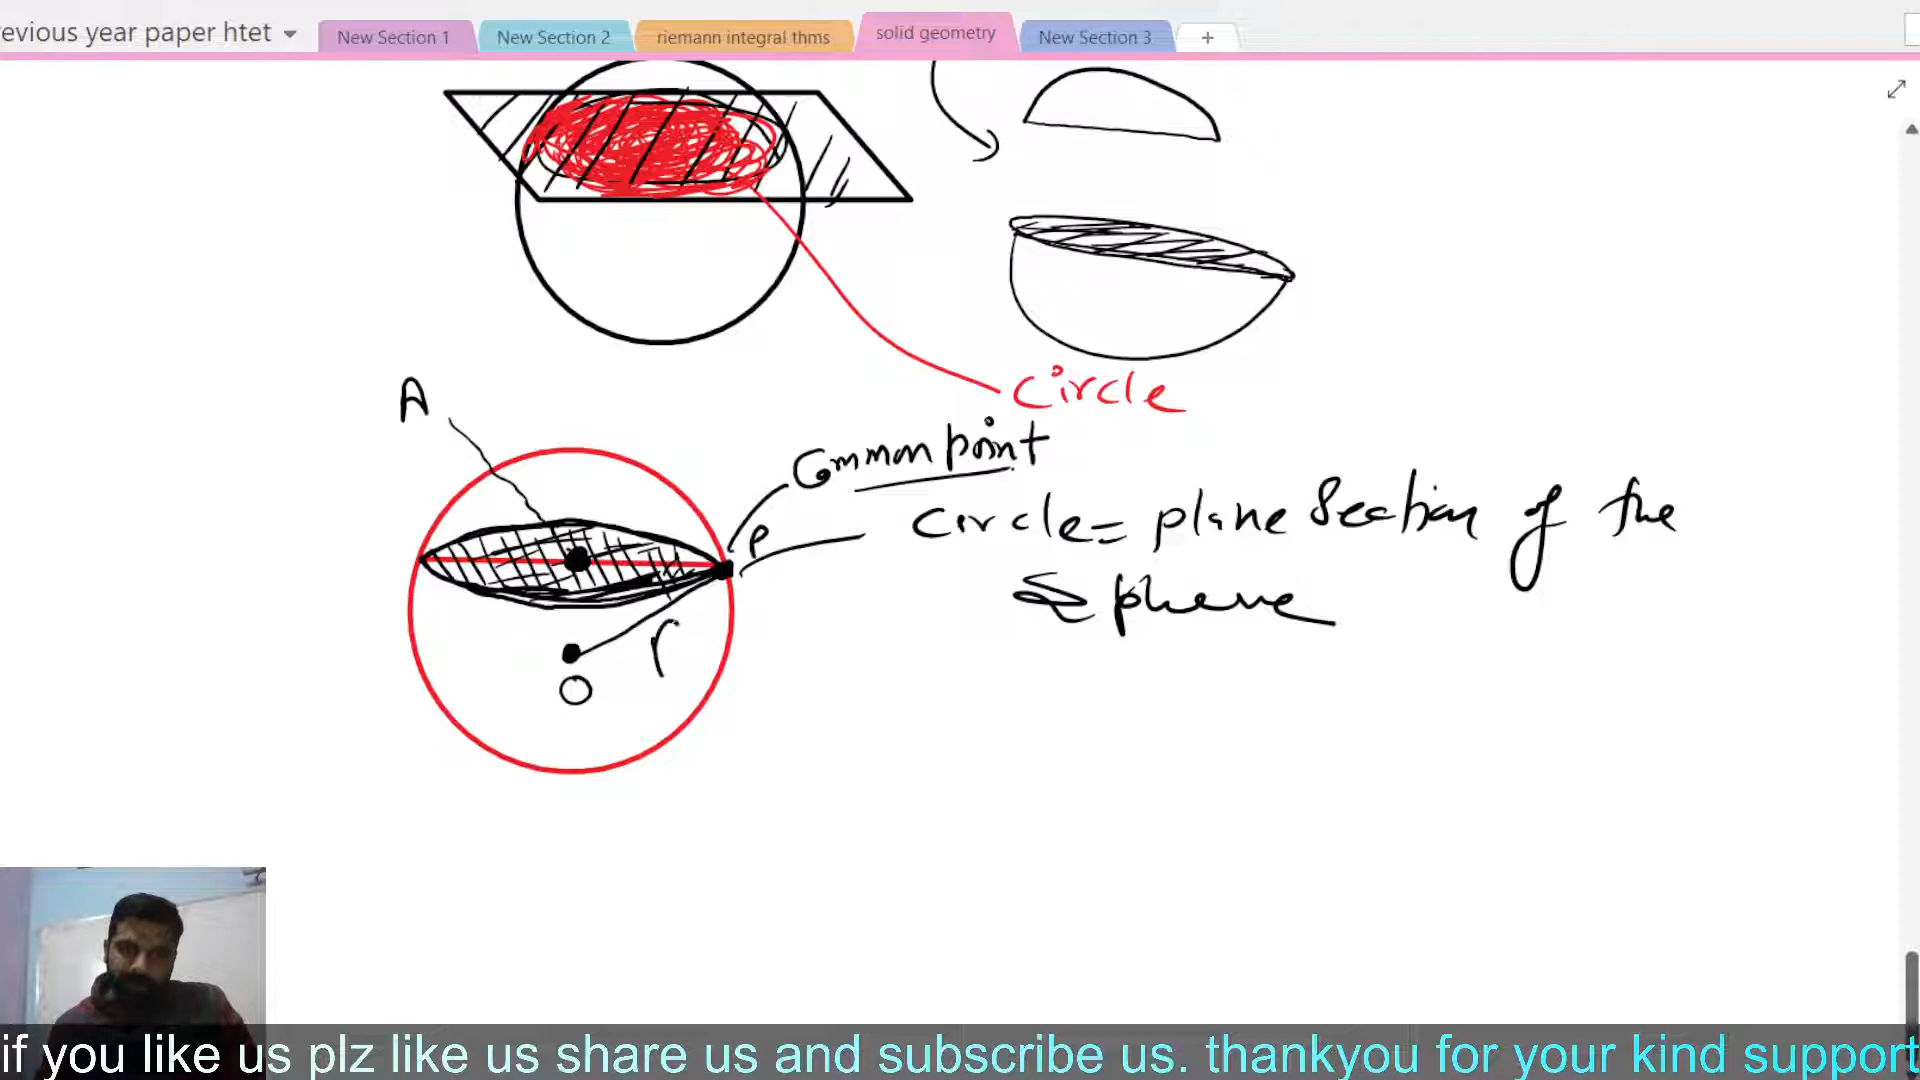 evious year paper htet
New Section 1
New Section 2
riemann integral thms
solid geometry
New Section 3
+
Circle
A
Common point
P
Circle = plane Section of the
Sphere
r
O
if you like us plz like us share us and subscribe us. thankyou for your kind support